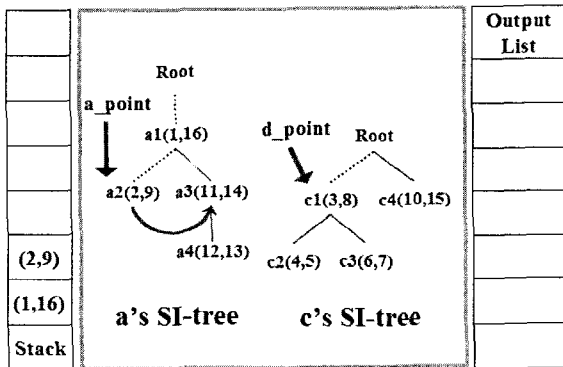 Output
List
Root
a_point
d_point
Root
a1(1,16)
a2(2,9)
a3(11,14)
c1(3,8)
c4(10,15)
a4(12,13)
c2(4,5)
c3(6,7)
(2,9)
(1,16)
a's SI-tree
c's SI-tree
Stack